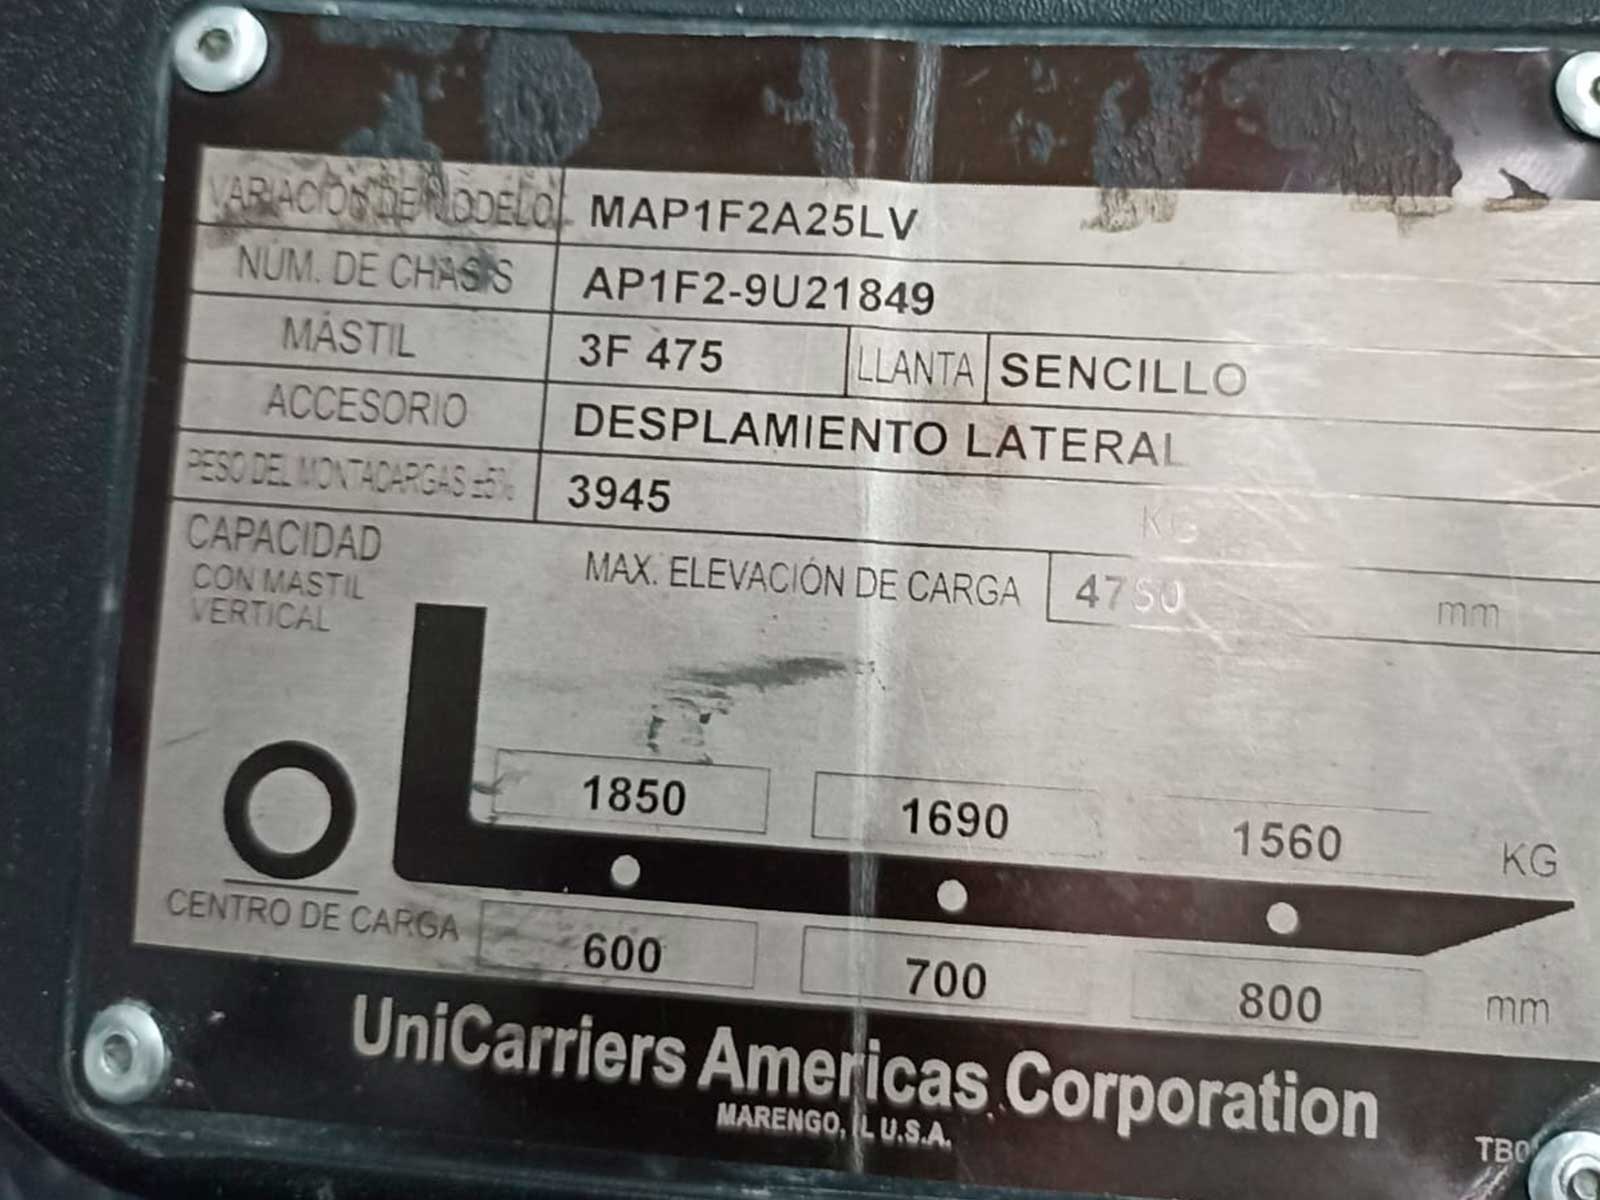 VARIACIÓN DE MODELO MAP1F2A25LV
NÚM. DE CHASIS AP1F2-9U21849
MÁSTIL 3F 475 LLANTA SENCILLO
ACCESORIO DESPLAMIENTO LATERAL
PESO DEL MONTACARGAS ±5% 3945 KG
CAPACIDAD
CON MASTIL
VERTICAL
MAX. ELEVACIÓN DE CARGA 4750 mm
1850 1690 1560 KG
CENTRO DE CARGA 600 700 800 mm
UniCarriers Americas Corporation
MARENGO, IL U.S.A.